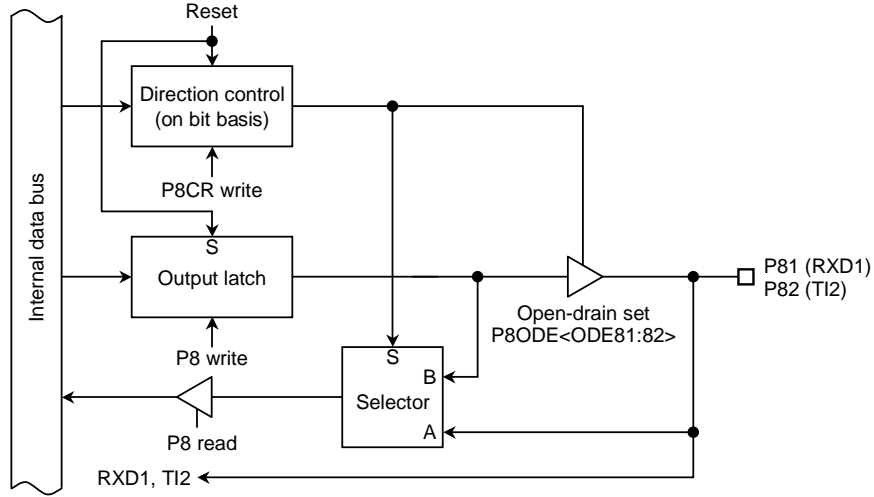 Reset
Direction control
(on bit basis)
P8CR write
Internal data bus
S
Output latch
P81 (RXD1)
P82 (TI2)
Open-drain set
P8ODE<ODE81:82>
P8 write
S
B
Selector
A
P8 read
RXD1, TI2